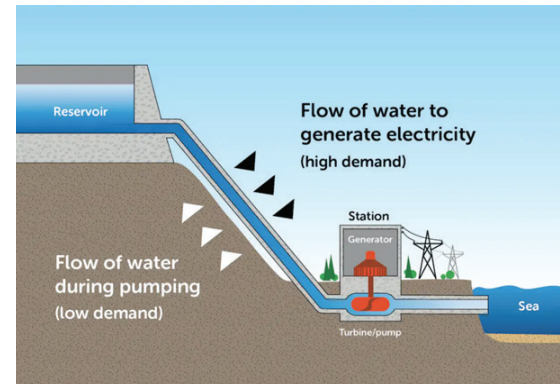 Reservoir
Flow of water to
generate electricity
(high demand)
Station
Generator
Flow of water
during pumping
(low demand)
Sea
Turbine/pump